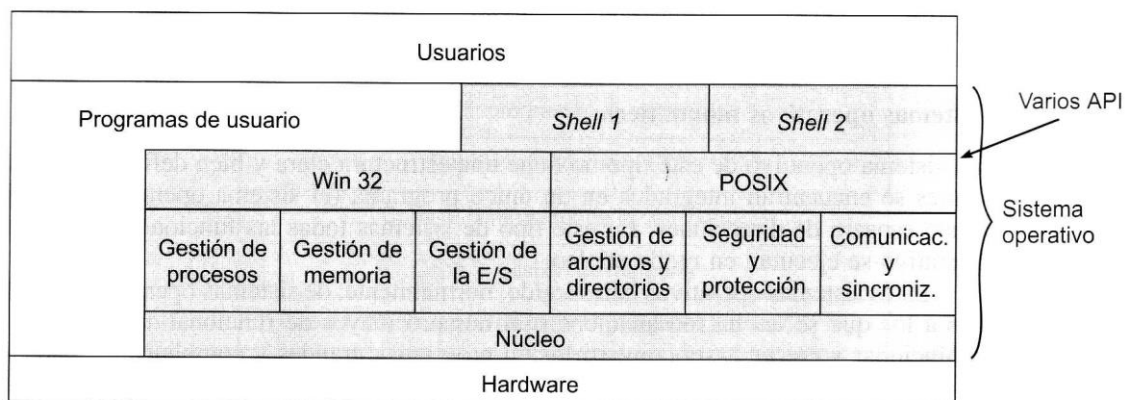 Usuarios
Programas de usuario
Shell 1
Shell 2
Varios API
Win 32
POSIX
Gestión de
procesos
Gestión de
memoria
Gestión de
la E/S
Gestión de
archivos y
directorios
Seguridad
y
protección
Comunicac.
y
sincroniz.
Sistema
operativo
Núcleo
Hardware